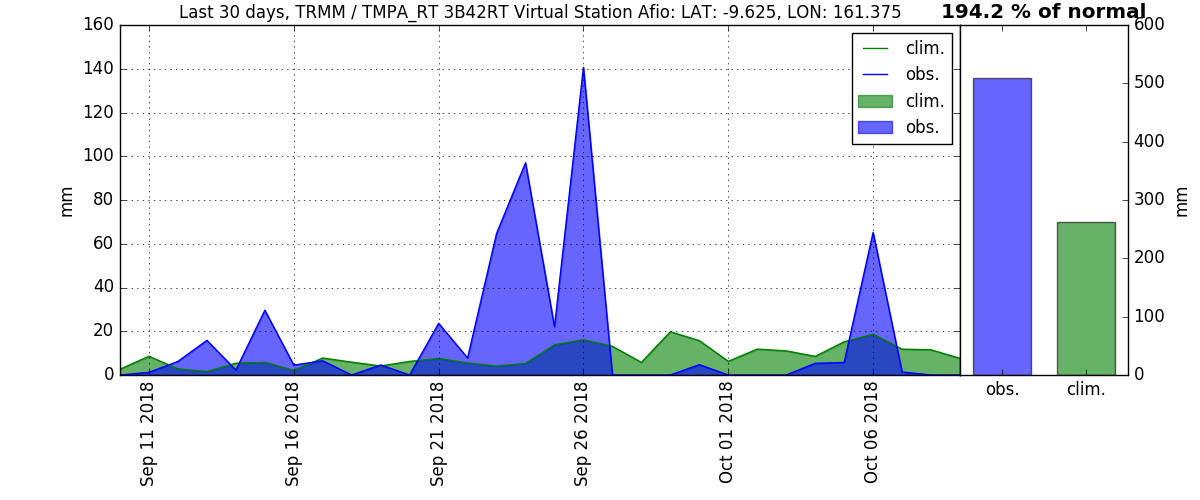 Last 30 days, TRMM / TMPA_RT 3B42RT Virtual Station Afio: LAT: -9.625, LON: 161.375
194.2 % of normal
160
140
120
100
80
60
40
20
0
mm
clim.
obs.
clim.
obs.
Sep 11 2018
Sep 16 2018
Sep 21 2018
Sep 26 2018
Oct 01 2018
Oct 06 2018
600
500
400
300
200
100
0
mm
obs.
clim.